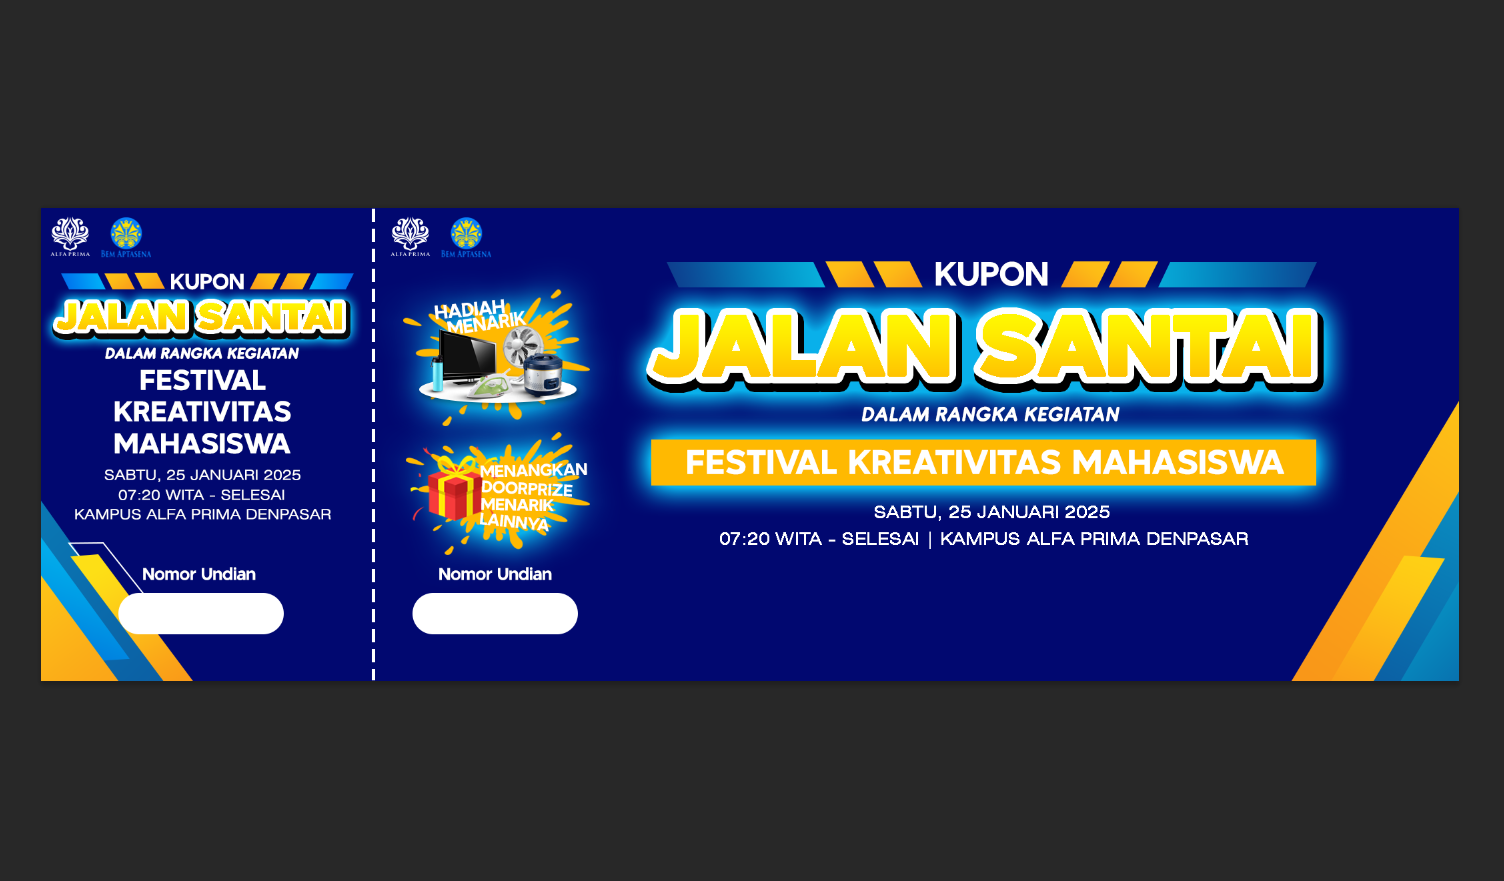 ALFA PRIMA
BEM APTASENA
KUPON
JALAN SANTAI
DALAM RANGKA KEGIATAN
FESTIVAL
KREATIVITAS
MAHASISWA
SABTU, 25 JANUARI 2025
07:20 WITA - SELESAI
KAMPUS ALFA PRIMA DENPASAR
Nomor Undian
ALFA PRIMA
BEM APTASENA
HADIAH
MENARIK
MENANGKAN
DOORPRIZE
MENARIK
LAINNYA
Nomor Undian
KUPON
JALAN SANTAI
DALAM RANGKA KEGIATAN
FESTIVAL KREATIVITAS MAHASISWA
SABTU, 25 JANUARI 2025
07:20 WITA - SELESAI | KAMPUS ALFA PRIMA DENPASAR